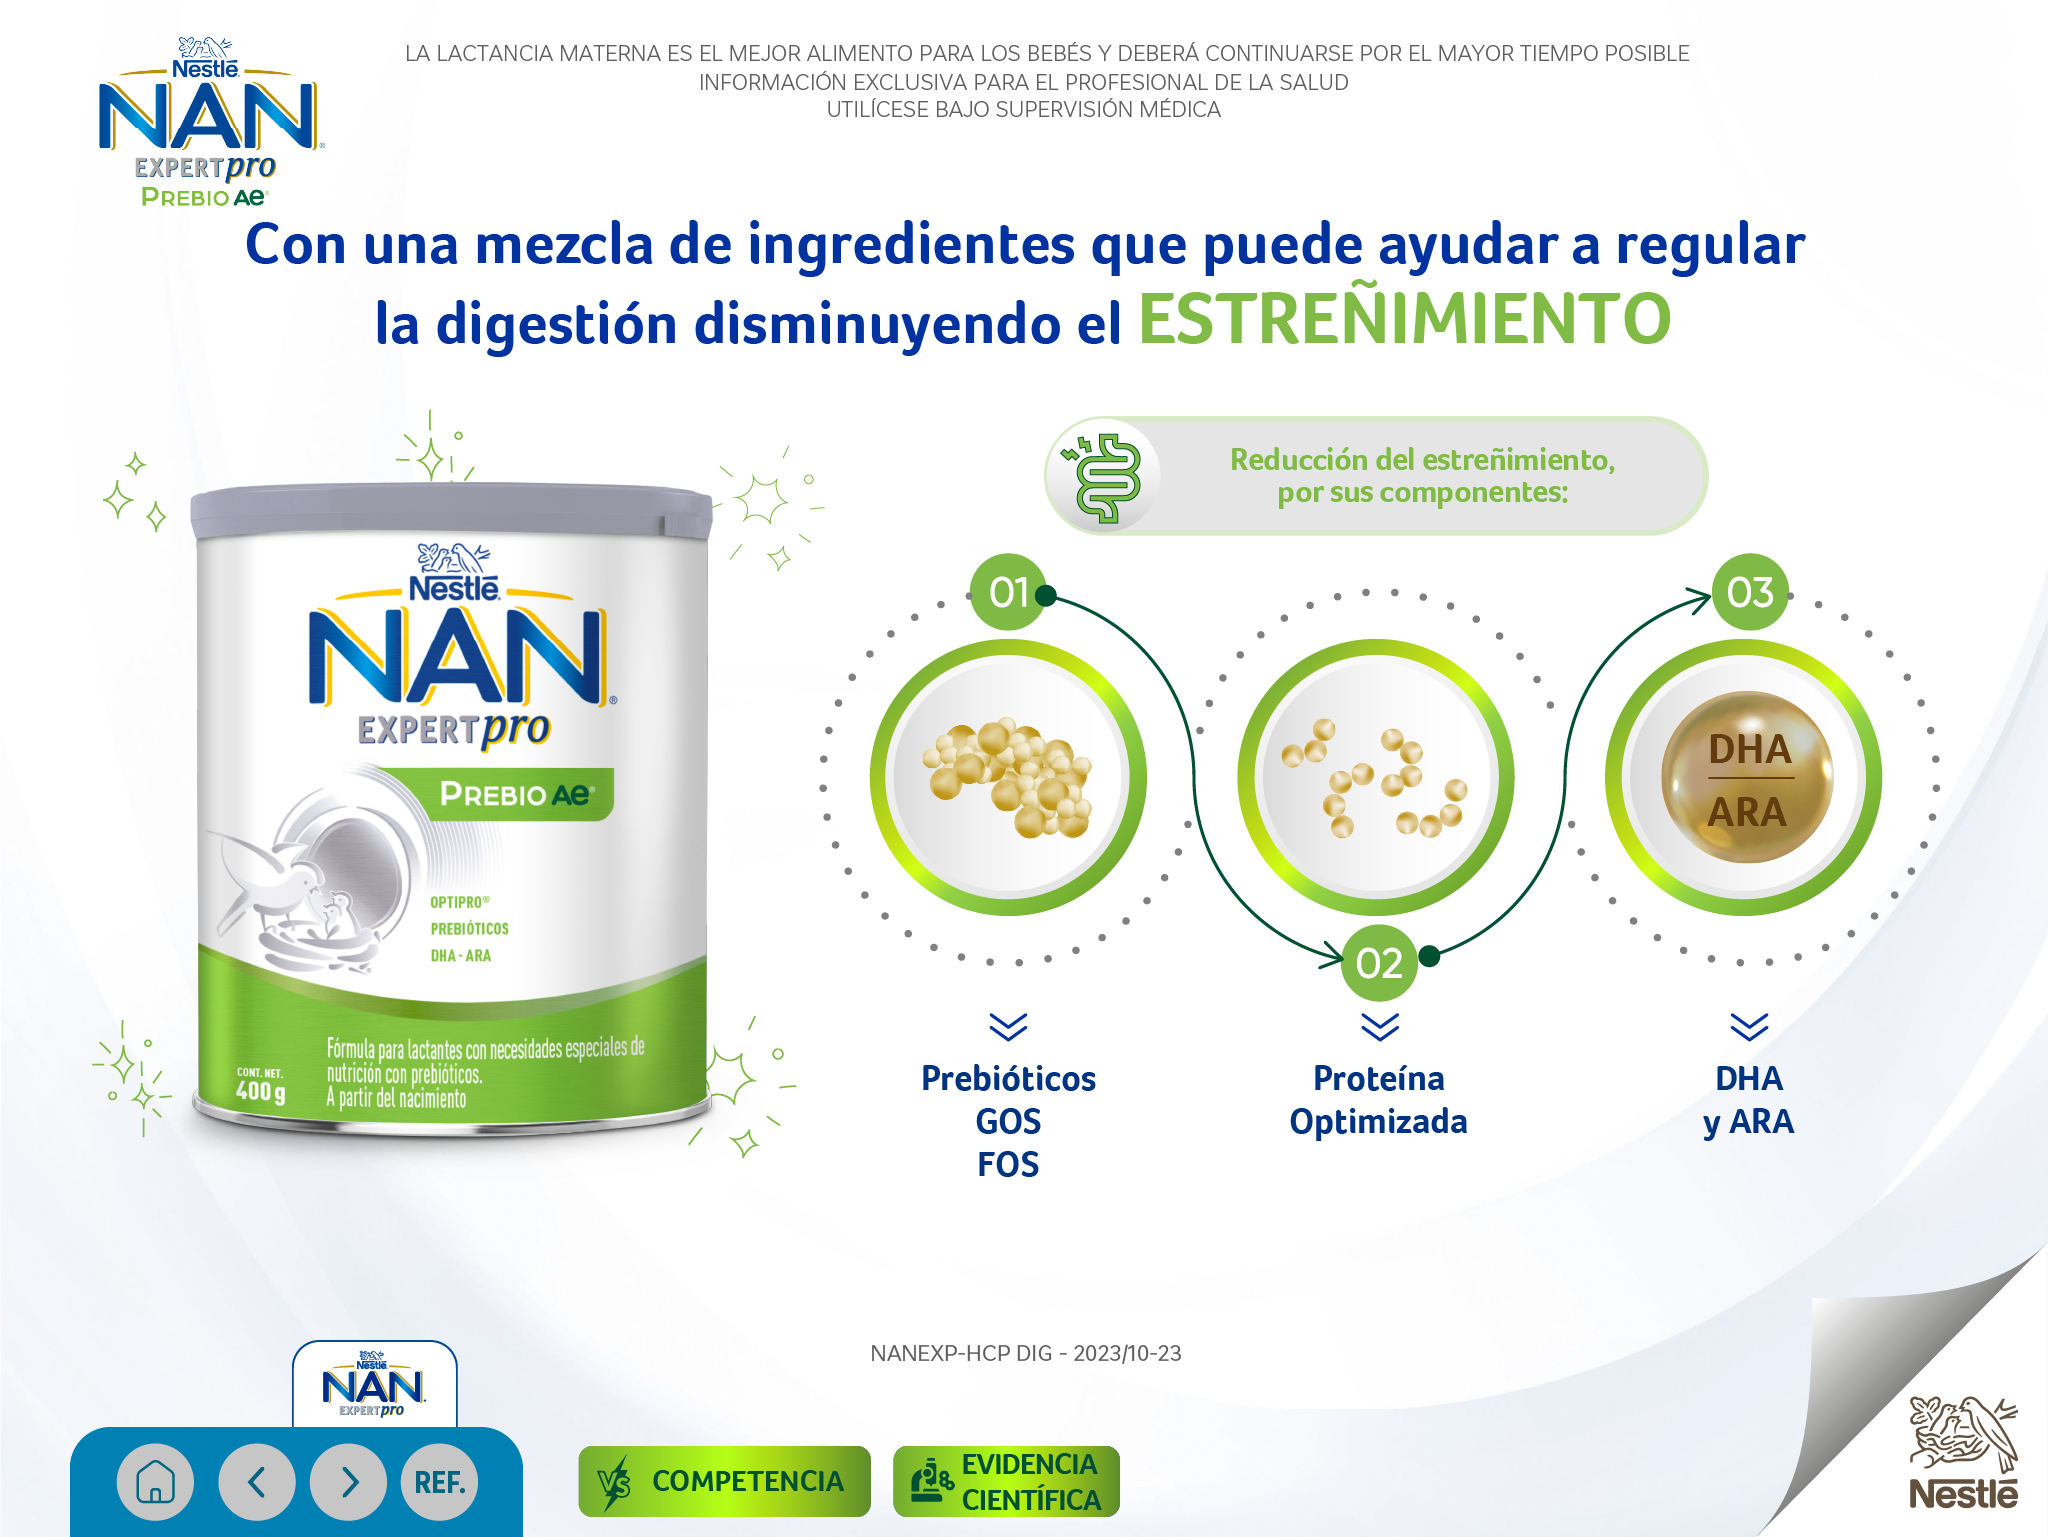 Nestlé
NAN
EXPERTpro
PREBIO AE
LA LACTANCIA MATERNA ES EL MEJOR ALIMENTO PARA LOS BEBÉS Y DEBERÁ CONTINUARSE POR EL MAYOR TIEMPO POSIBLE
INFORMACIÓN EXCLUSIVA PARA EL PROFESIONAL DE LA SALUD
UTILÍCESE BAJO SUPERVISIÓN MÉDICA
Con una mezcla de ingredientes que puede ayudar a regular
la digestión disminuyendo el ESTREÑIMIENTO
Nestlé
NAN®
EXPERTpro
PREBIO AE®
OPTIPRO®
PREBIÓTICOS
DHA - ARA
CONT. NET.
400 g
Fórmula para lactantes con necesidades especiales de
nutrición con prebióticos.
A partir del nacimiento
Reducción del estreñimiento,
por sus componentes:
01
02
03
DHA
ARA
Prebióticos
GOS
FOS
Proteína
Optimizada
DHA
y ARA
NANEXP-HCP DIG - 2023/10-23
Nestlé
NAN
EXPERTpro
REF.
VS
COMPETENCIA
EVIDENCIA
CIENTÍFICA
Nestlé